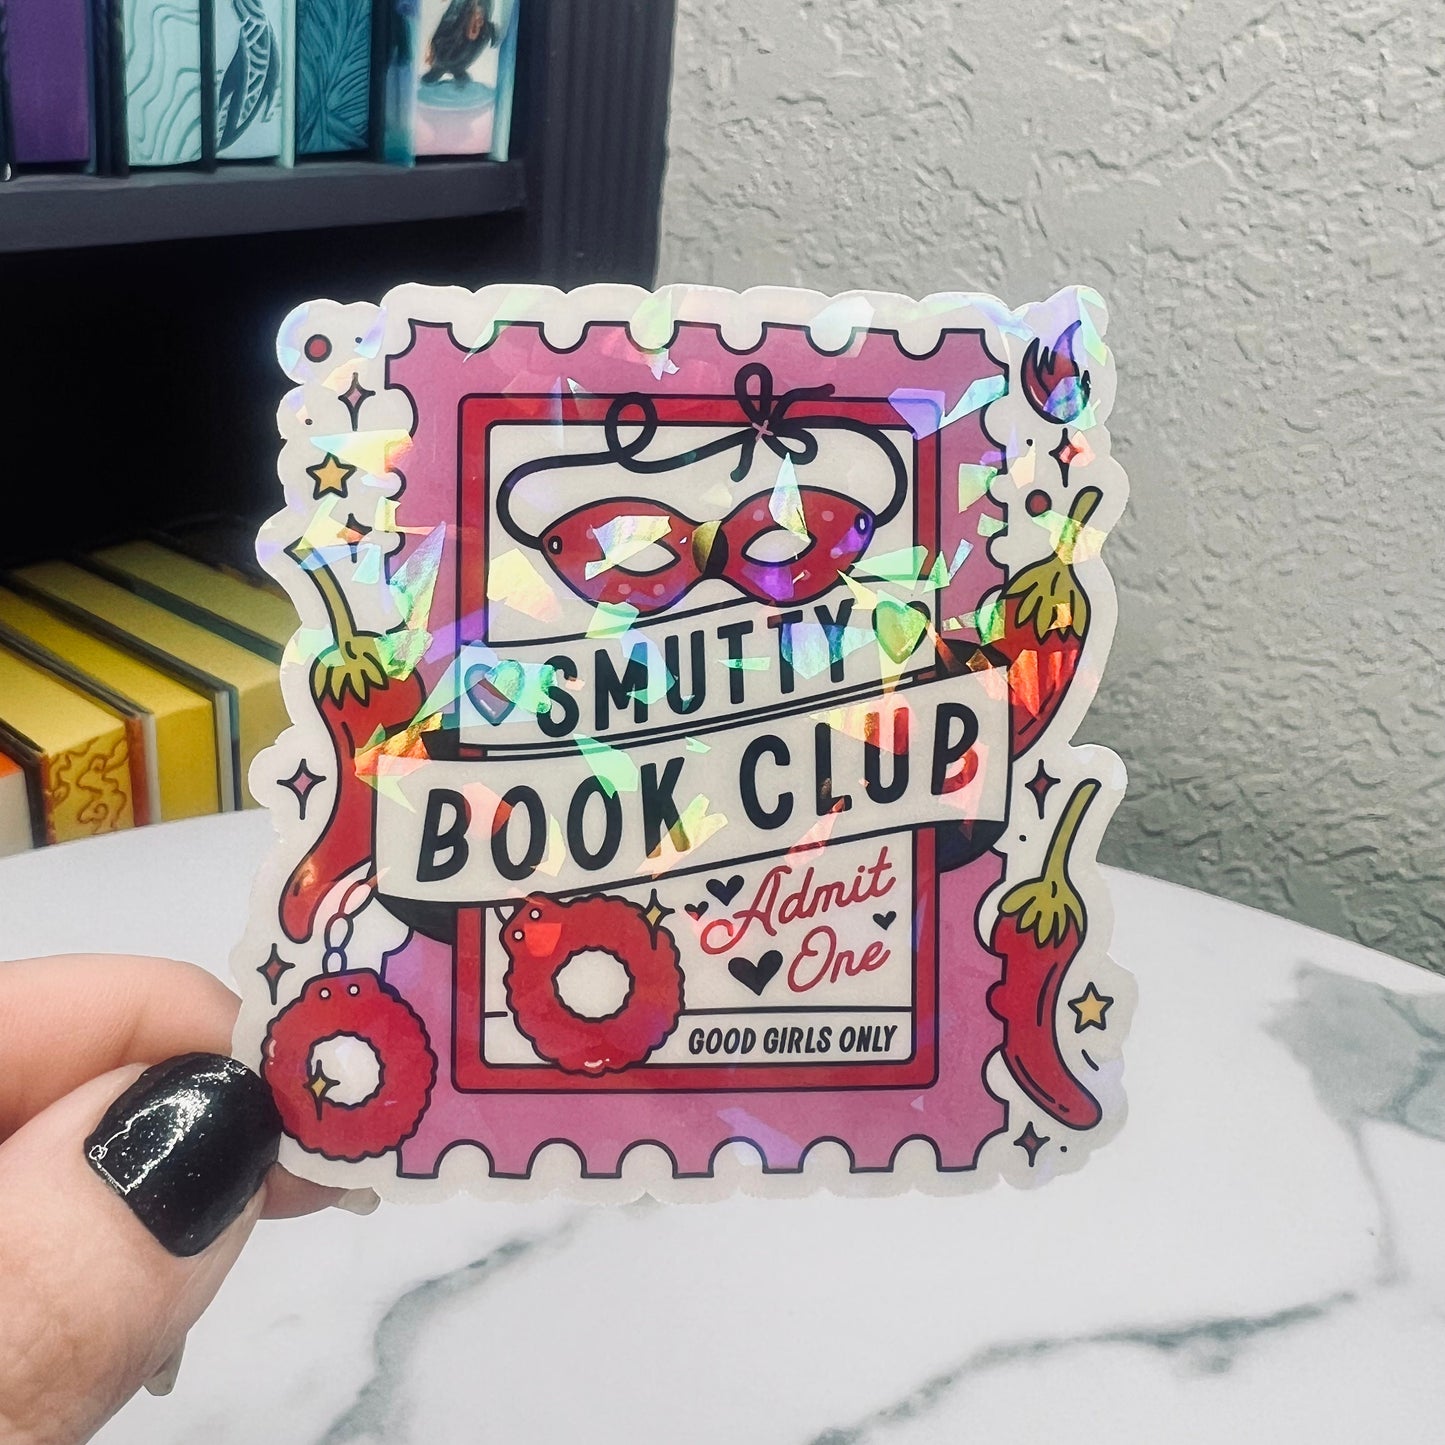 SMUTTY
BOOK CLUB
Admit
One
GOOD GIRLS ONLY